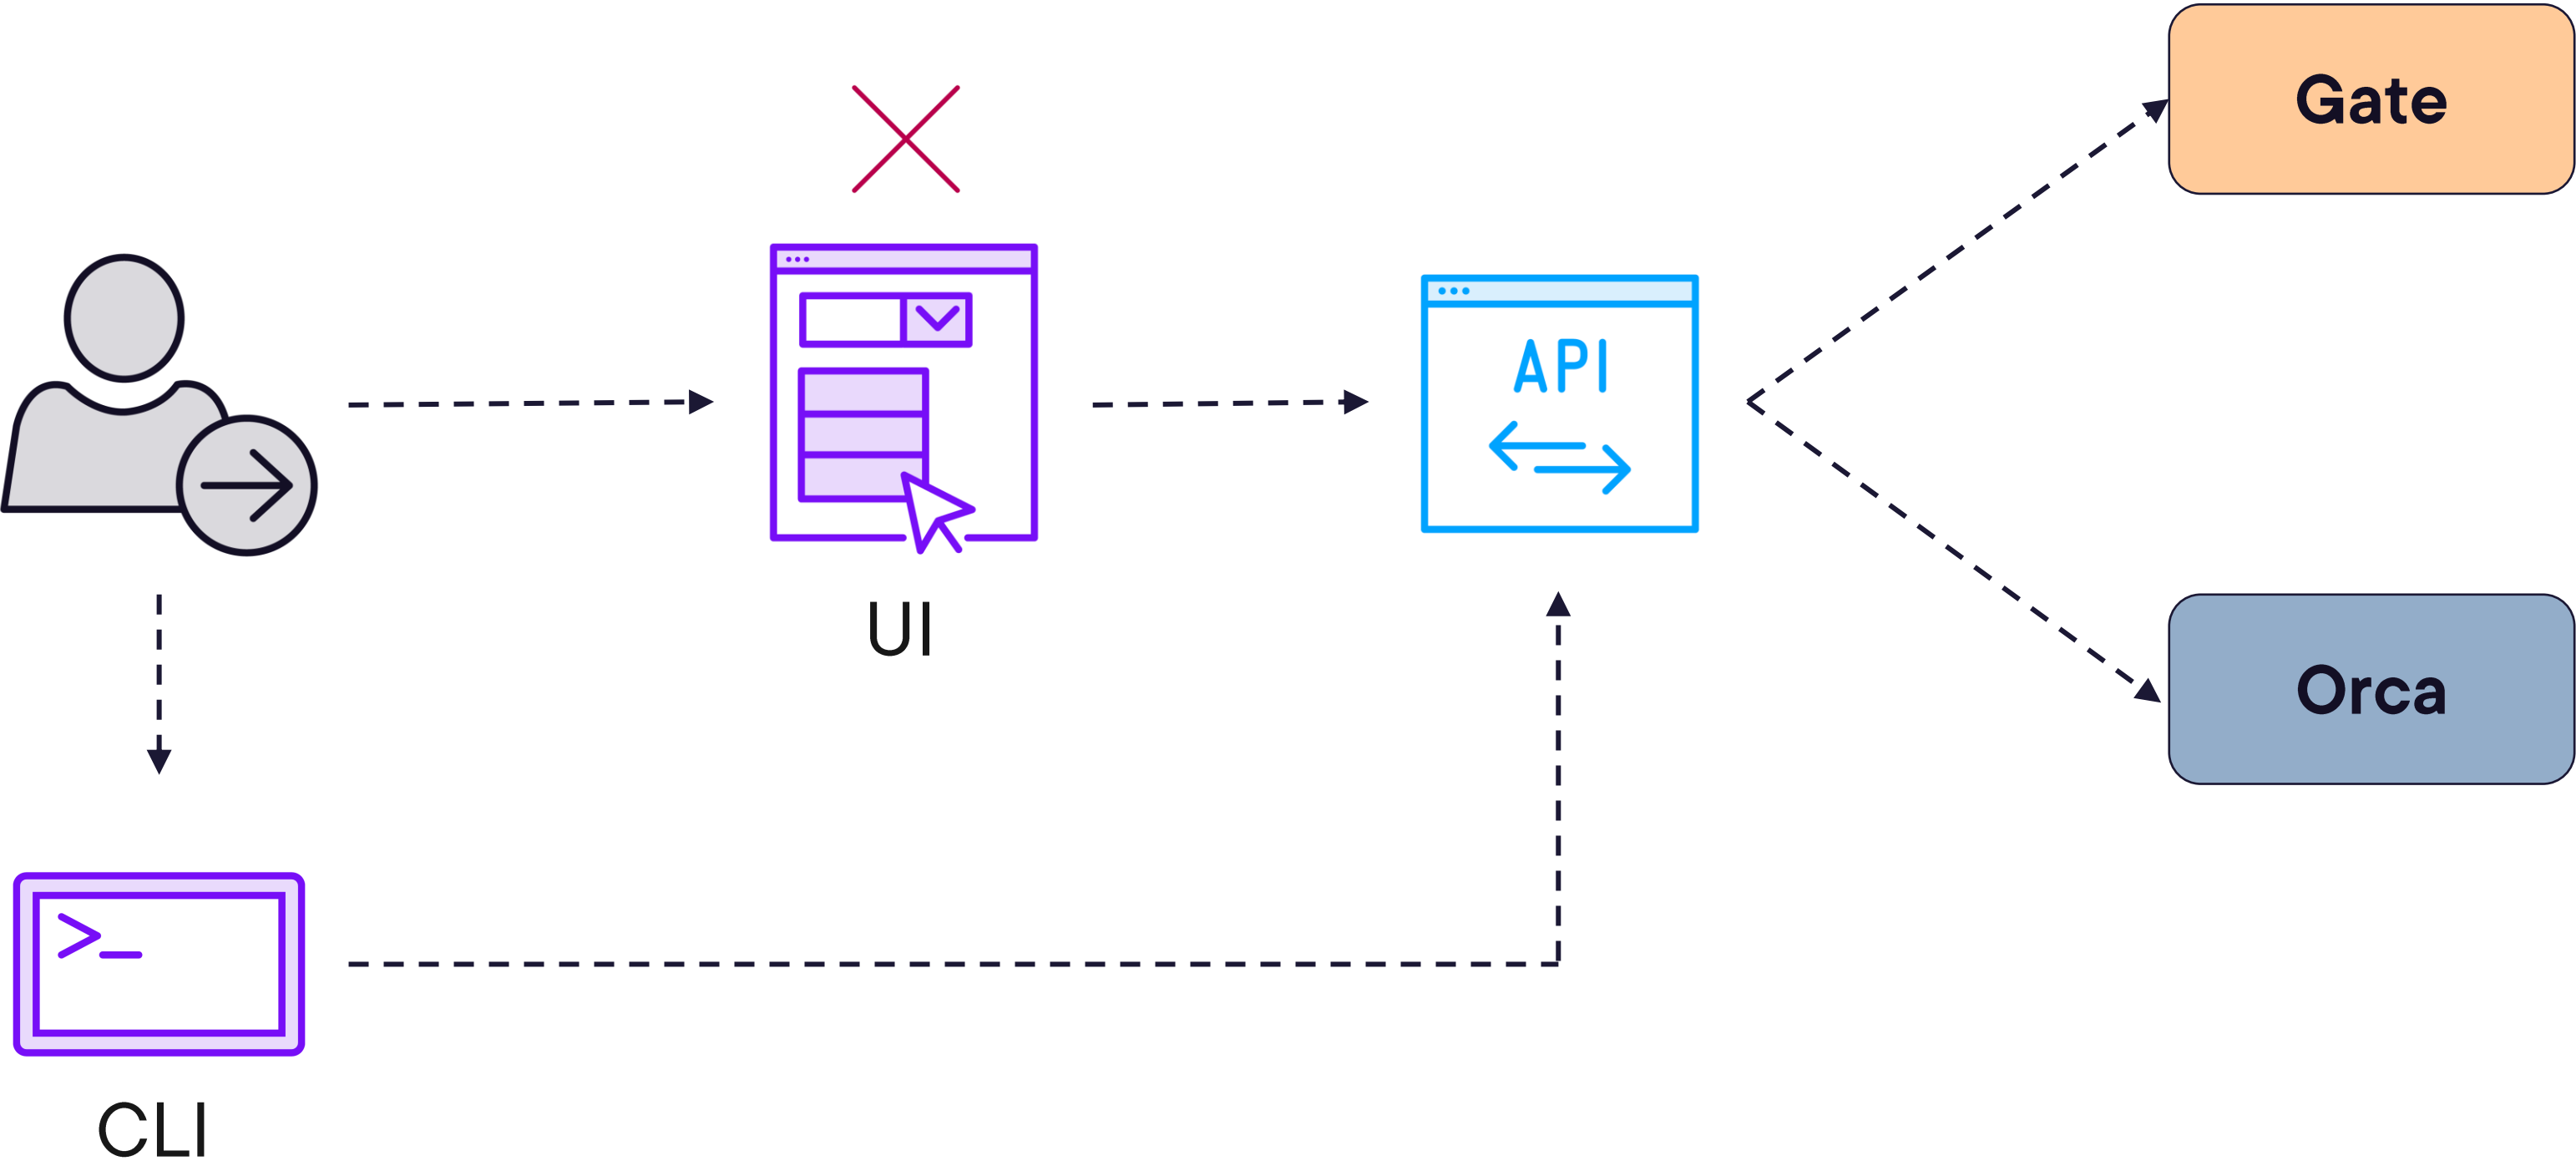 Gate
API
UI
Orca
>_
CLI